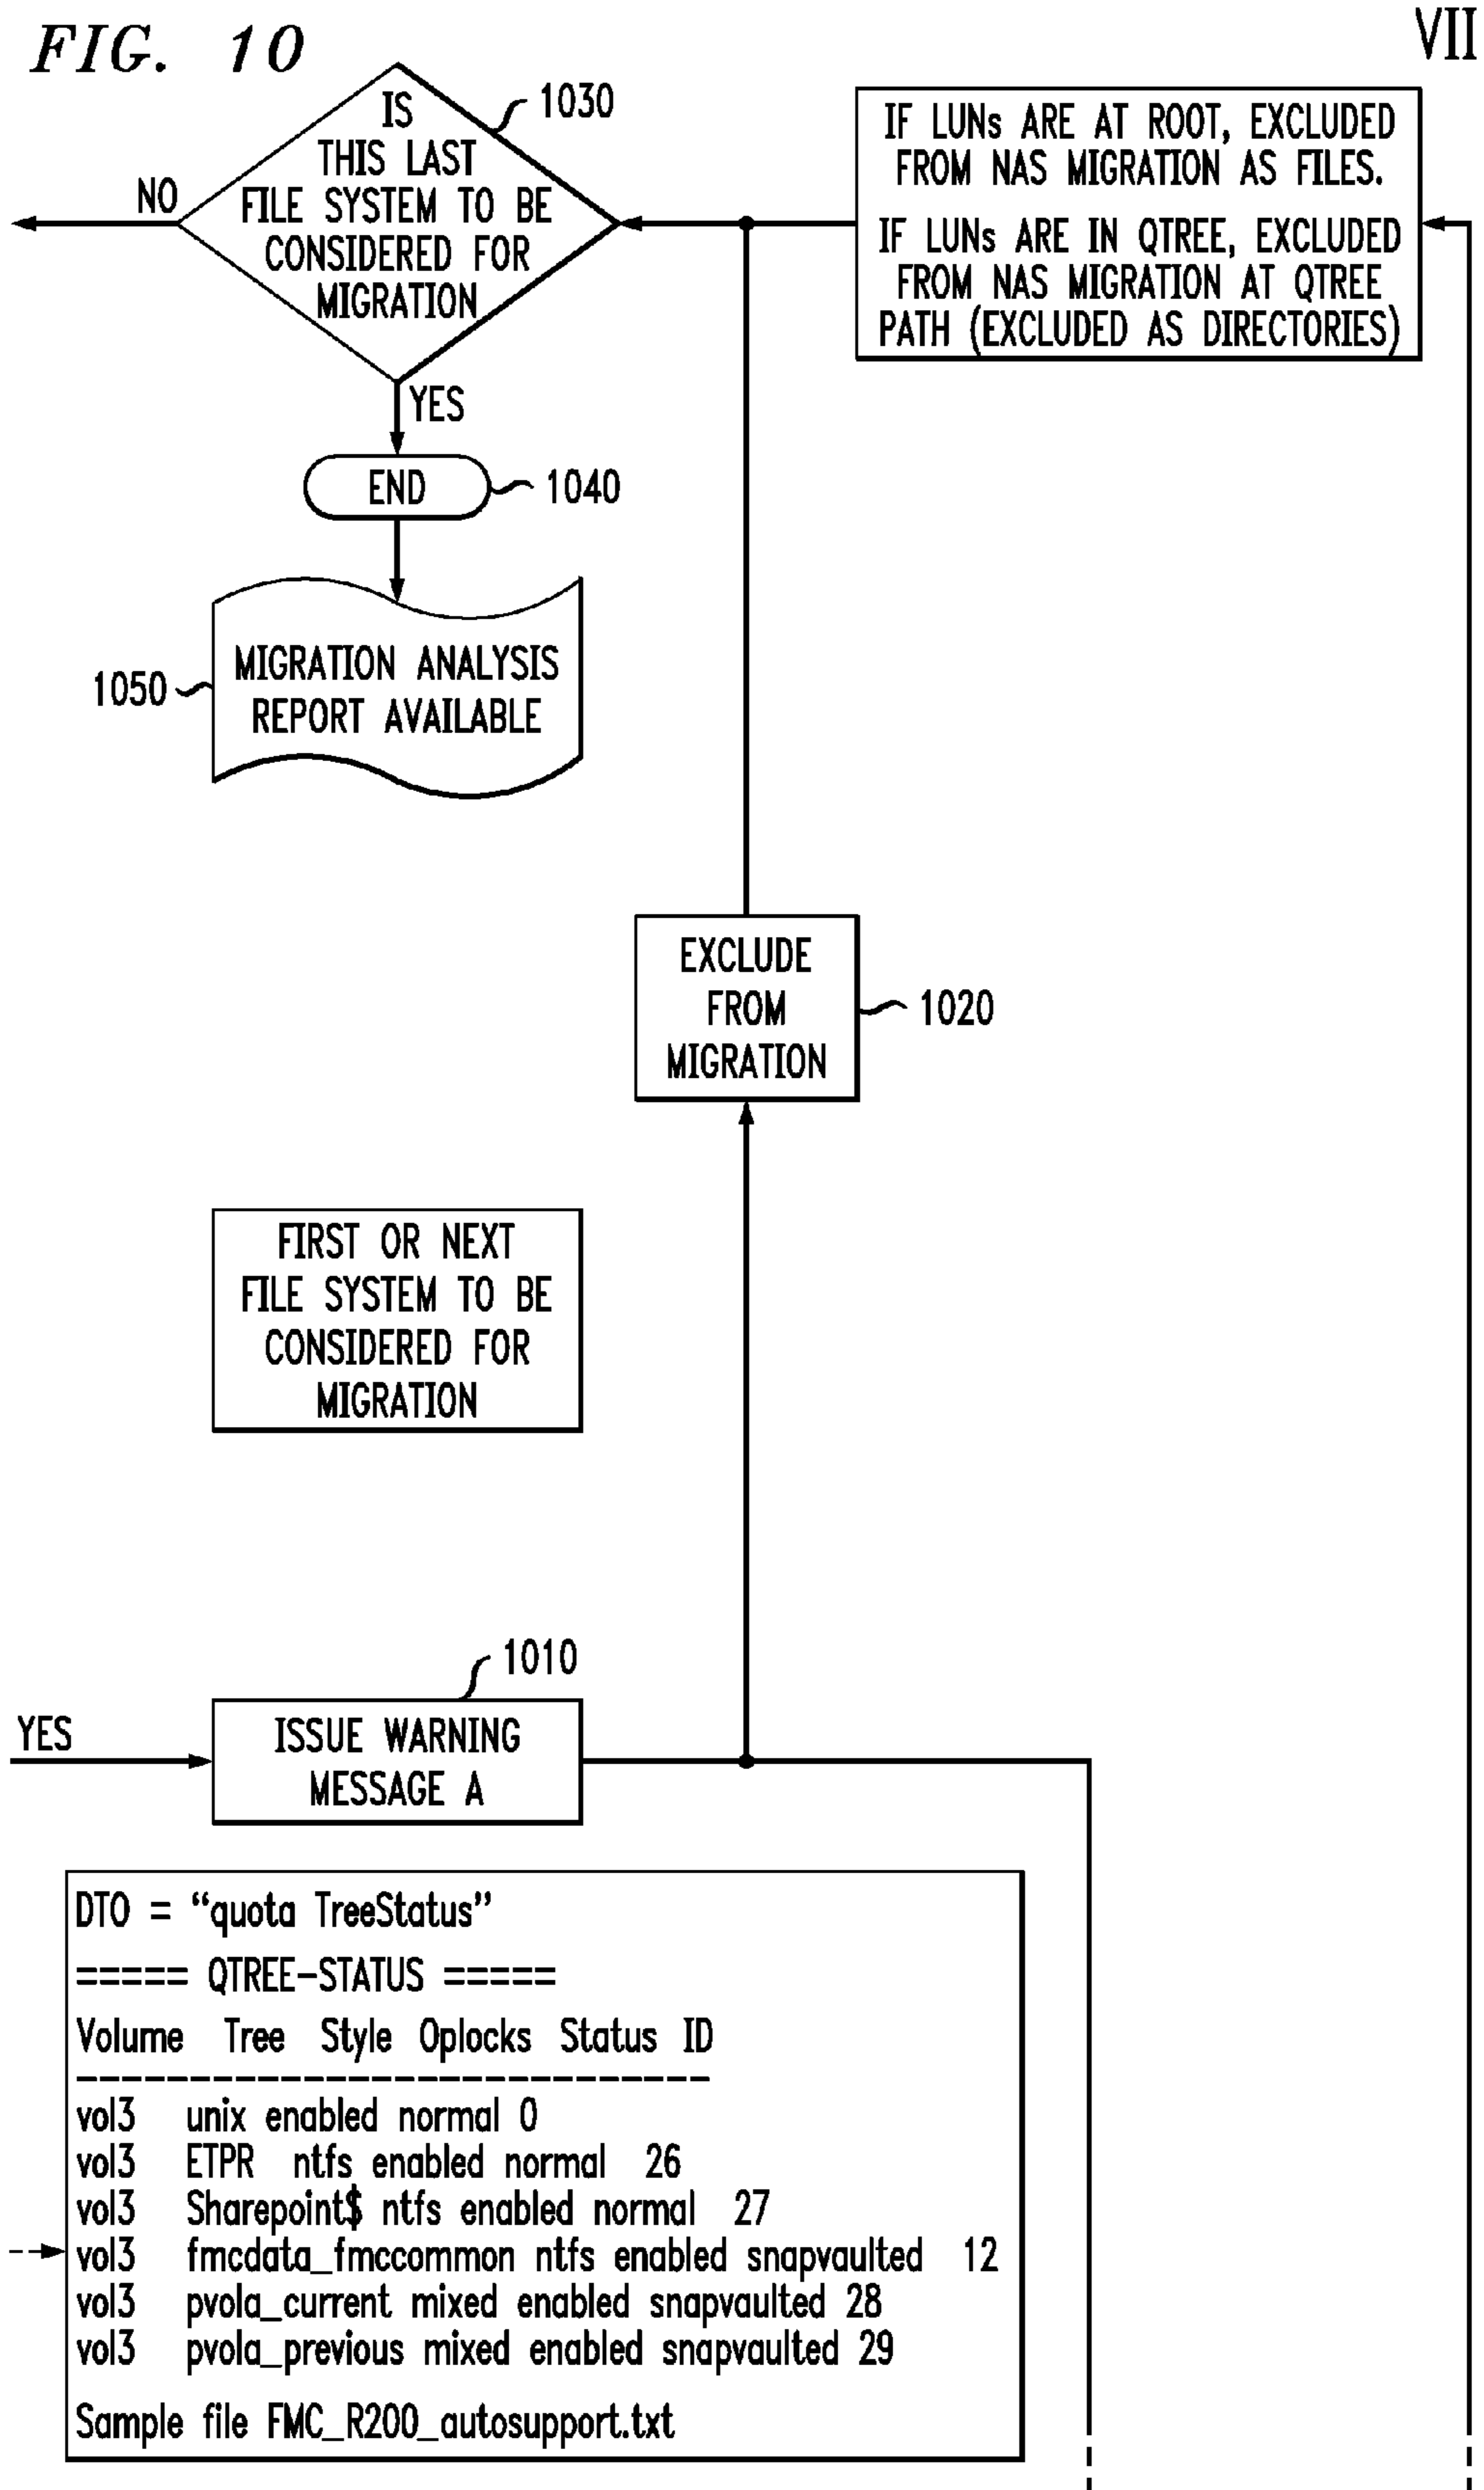 FIG. 10
VII
IS
THIS LAST
FILE SYSTEM TO BE
CONSIDERED FOR
MIGRATION
1030
NO
YES
IF LUNs ARE AT ROOT, EXCLUDED
FROM NAS MIGRATION AS FILES.
IF LUNs ARE IN QTREE, EXCLUDED
FROM NAS MIGRATION AT QTREE
PATH (EXCLUDED AS DIRECTORIES)
END
1040
MIGRATION ANALYSIS
REPORT AVAILABLE
1050
EXCLUDE
FROM
MIGRATION
1020
FIRST OR NEXT
FILE SYSTEM TO BE
CONSIDERED FOR
MIGRATION
1010
YES
ISSUE WARNING
MESSAGE A
DTO = “quota TreeStatus”
===== QTREE-STATUS =====
Volume Tree Style Oplocks Status ID
----------------------------
vol3 unix enabled normal 0
vol3 ETPR ntfs enabled normal 26
vol3 Sharepoint$ ntfs enabled normal 27
vol3 fmcdata_fmccommon ntfs enabled snapvaulted 12
vol3 pvola_current mixed enabled snapvaulted 28
vol3 pvola_previous mixed enabled snapvaulted 29
Sample file FMC_R200_autosupport.txt